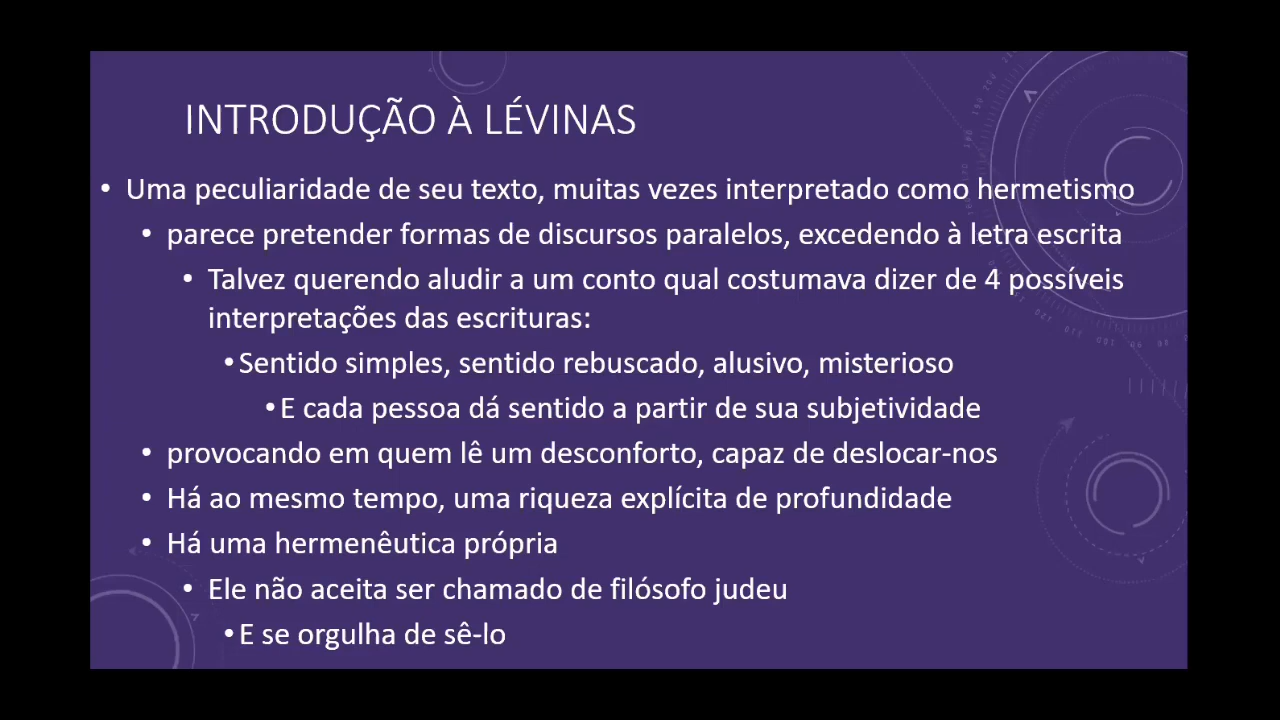 INTRODUÇÃO À LÉVINAS
• Uma peculiaridade de seu texto, muitas vezes interpretado como hermetismo
• parece pretender formas de discursos paralelos, excedendo à letra escrita
• Talvez querendo aludir a um conto qual costumava dizer de 4 possíveis
interpretações das escrituras:
• Sentido simples, sentido rebuscado, alusivo, misterioso
• E cada pessoa dá sentido a partir de sua subjetividade
• provocando em quem lê um desconforto, capaz de deslocar-nos
• Há ao mesmo tempo, uma riqueza explícita de profundidade
• Há uma hermenêutica própria
• Ele não aceita ser chamado de filósofo judeu
• E se orgulha de sê-lo